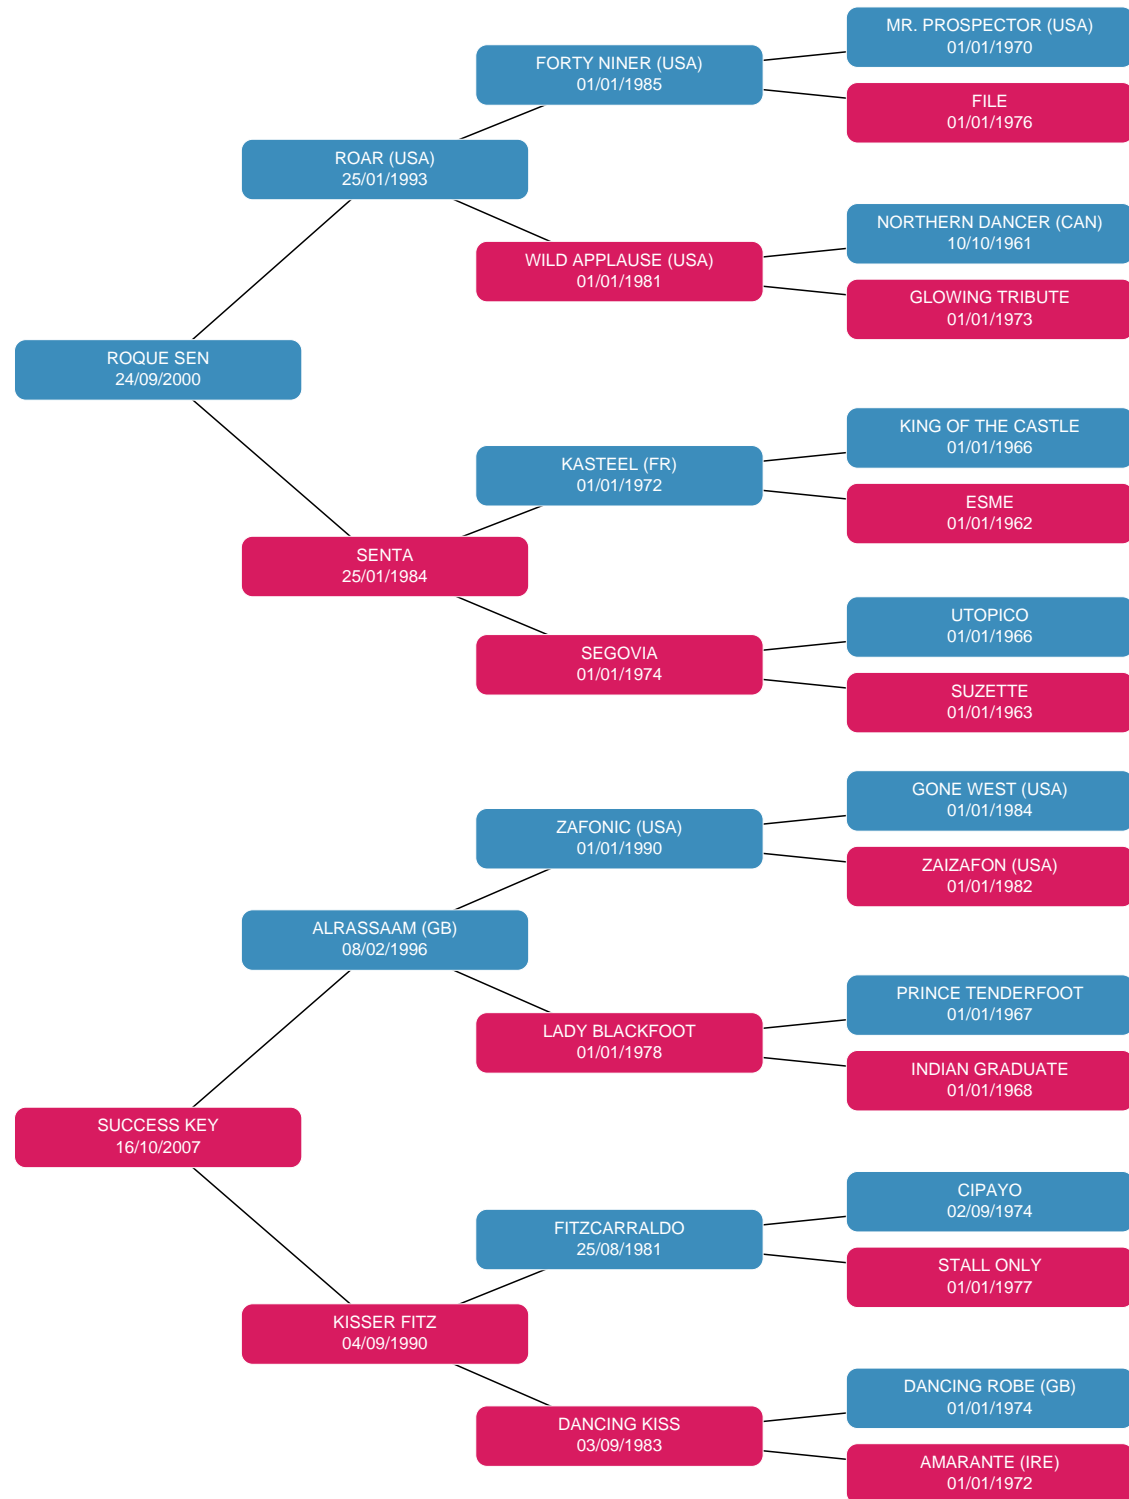 MR. PROSPECTOR (USA)
01/01/1970
FORTY NINER (USA)
01/01/1985
FILE
01/01/1976
ROAR (USA)
25/01/1993
NORTHERN DANCER (CAN)
10/10/1961
WILD APPLAUSE (USA)
01/01/1981
GLOWING TRIBUTE
01/01/1973
ROQUE SEN
24/09/2000
KING OF THE CASTLE
01/01/1966
KASTEEL (FR)
01/01/1972
ESME
01/01/1962
SENTA
25/01/1984
UTOPICO
01/01/1966
SEGOVIA
01/01/1974
SUZETTE
01/01/1963
GONE WEST (USA)
01/01/1984
ZAFONIC (USA)
01/01/1990
ZAIZAFON (USA)
01/01/1982
ALRASSAAM (GB)
08/02/1996
PRINCE TENDERFOOT
01/01/1967
LADY BLACKFOOT
01/01/1978
INDIAN GRADUATE
01/01/1968
SUCCESS KEY
16/10/2007
CIPAYO
02/09/1974
FITZCARRALDO
25/08/1981
STALL ONLY
01/01/1977
KISSER FITZ
04/09/1990
DANCING ROBE (GB)
01/01/1974
DANCING KISS
03/09/1983
AMARANTE (IRE)
01/01/1972